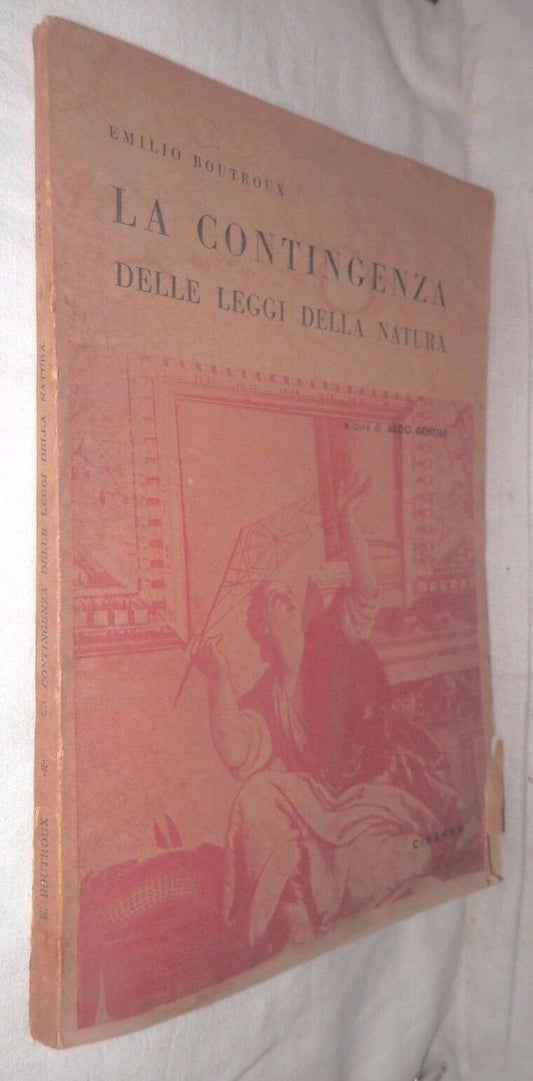 EMILIO BOUTROUX
LA CONTINGENZA
DELLE LEGGI DELLA NATURA
a cura di ALDO GENTILE
CIRANNA
E. BOUTROUX * LA CONTINGENZA DELLE LEGGI DELLA NATURA *